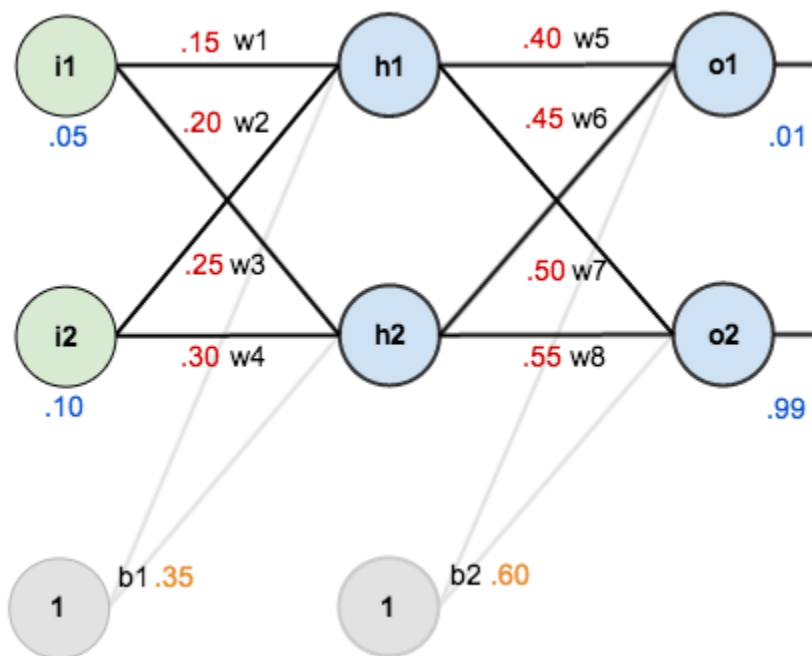 .15 w1
i1
h1
.40 w5
o1
.05
.20 w2
.45 w6
.01
.25 w3
.50 w7
i2
.30 w4
h2
.55 w8
o2
.10
.99
1
b1 .35
1
b2 .60